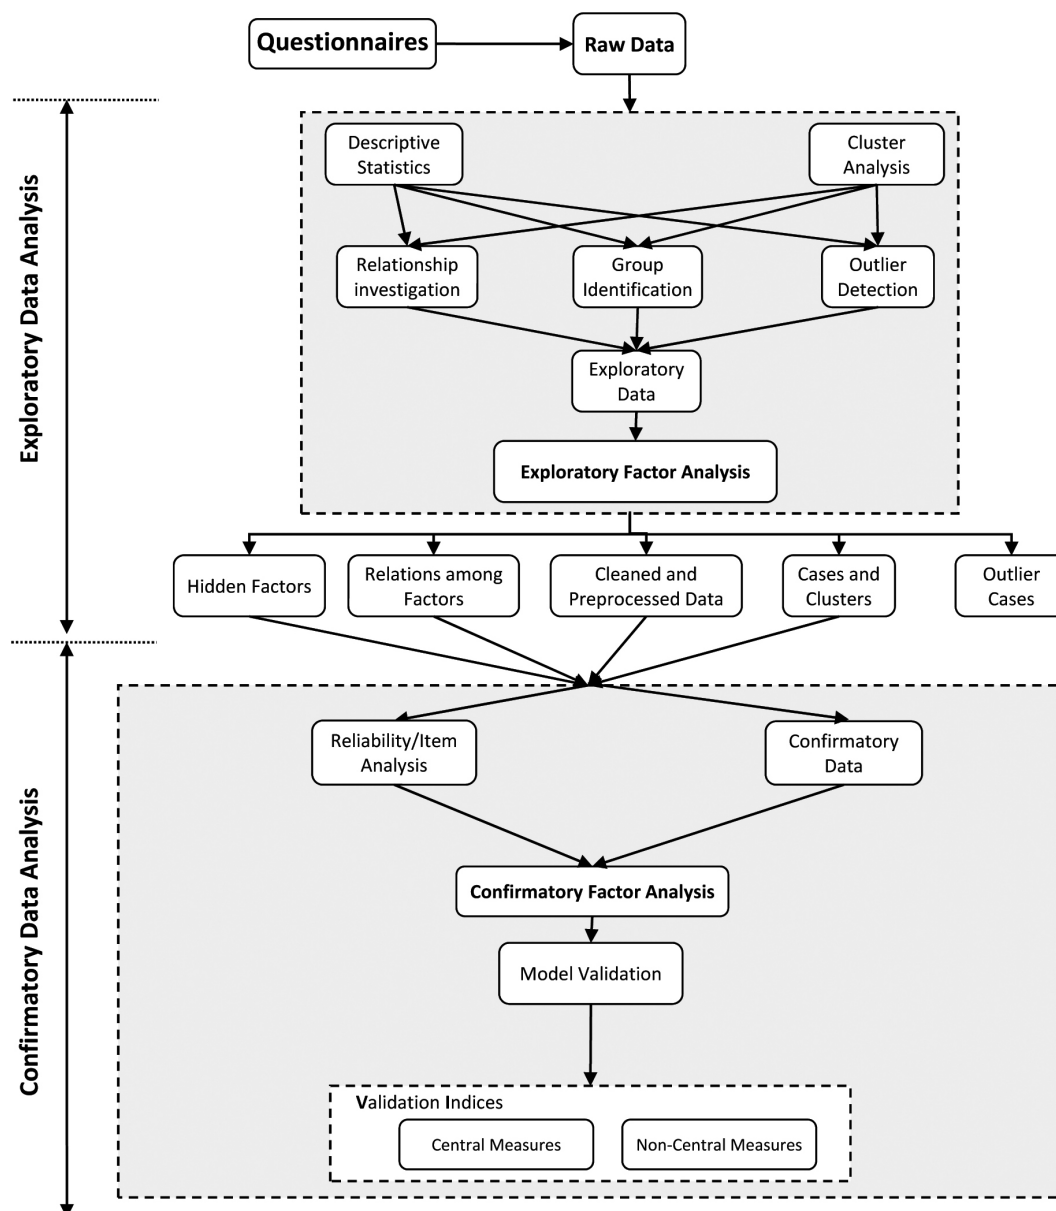 Questionnaires
Raw Data
Exploratory Data Analysis
Descriptive
Statistics
Cluster
Analysis
Relationship
investigation
Group
Identification
Outlier
Detection
Exploratory
Data
Exploratory Factor Analysis
Hidden Factors
Relations among
Factors
Cleaned and
Preprocessed Data
Cases and
Clusters
Outlier
Cases
Confirmatory Data Analysis
Reliability/Item
Analysis
Confirmatory
Data
Confirmatory Factor Analysis
Model Validation
Validation Indices
Central Measures
Non-Central Measures